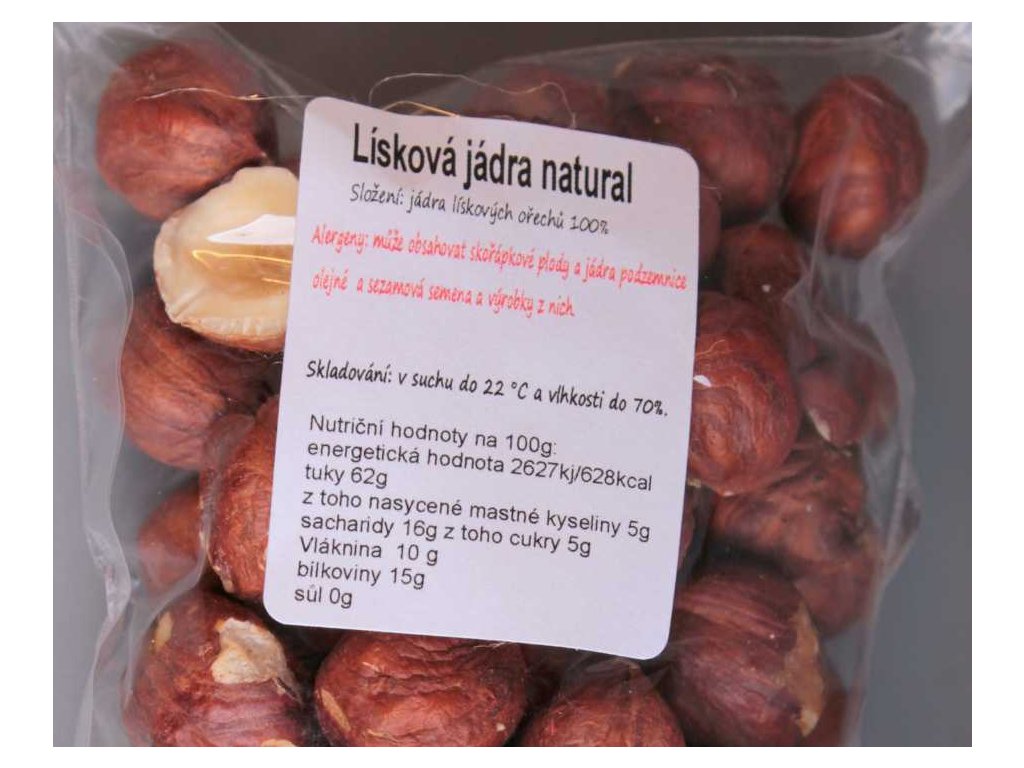 Lísková jádra natural
Složení: jádra lískových ořechů 100%
Alergeny: může obsahovat skořápkové plody a jádra podzemnice
olejné a sezamová semena a výrobky z nich.
Skladování: v suchu do 22 °C a vlhkosti do 70%.
Nutriční hodnoty na 100g:
energetická hodnota 2627kj/628kcal
tuky 62g
z toho nasycené mastné kyseliny 5g
sacharidy 16g z toho cukry 5g
Vláknina 10 g
bílkoviny 15g
sůl 0g